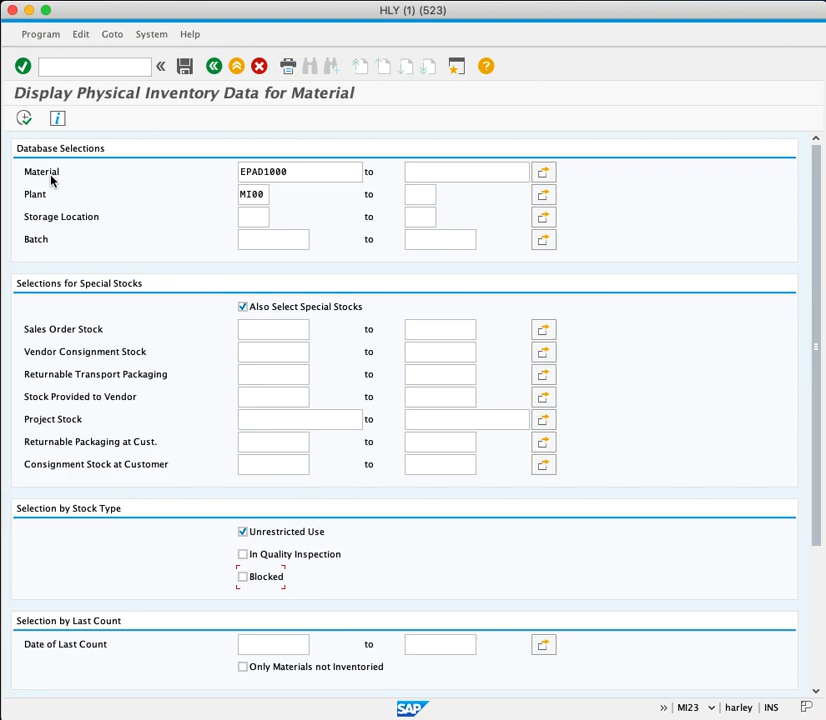 HLY (1) (523)
Program Edit Goto System Help
Display Physical Inventory Data for Material
Database Selections
Material EPAD1000 to
Plant MI00 to
Storage Location to
Batch to
Selections for Special Stocks
Also Select Special Stocks
Sales Order Stock to
Vendor Consignment Stock to
Returnable Transport Packaging to
Stock Provided to Vendor to
Project Stock to
Returnable Packaging at Cust. to
Consignment Stock at Customer to
Selection by Stock Type
Unrestricted Use
In Quality Inspection
Blocked
Selection by Last Count
Date of Last Count to
Only Materials not Inventoried
SAP MI23 harley INS